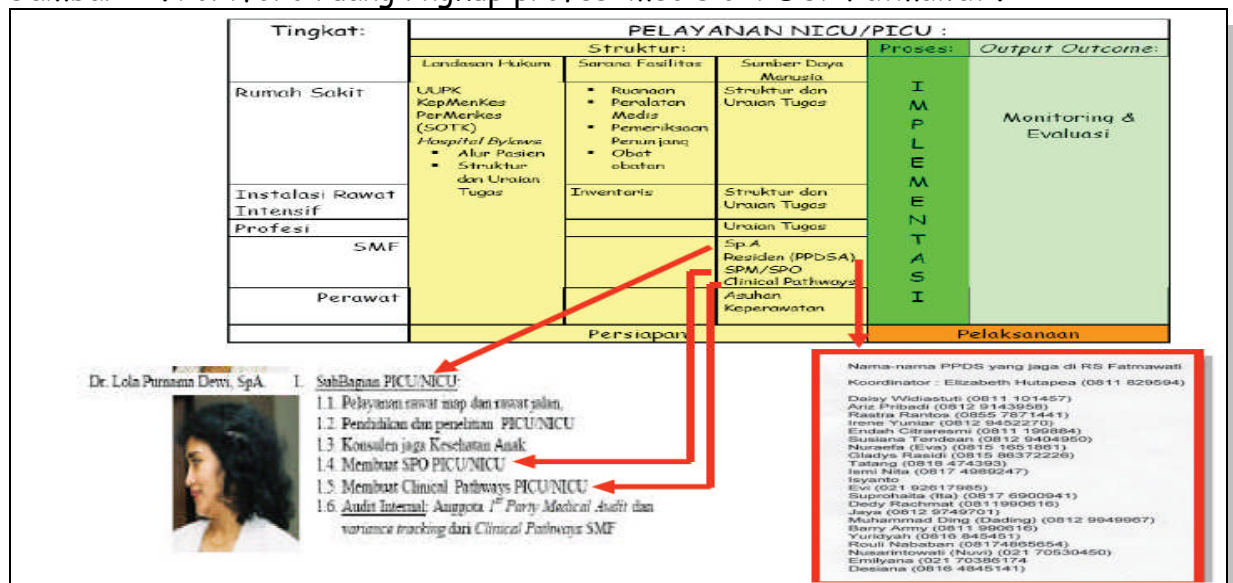 Tingkat:
PELAYANAN NICU/PICU :
Struktur:
Proses:
Output Outcome:
Landasan Hukum
Sarana Fasilitas
Sumber Daya
Manusia
Rumah Sakit
UUPK
KepMenKes
PerMenkes
(SOTK)
Hospital Bylaws
▪ Alur Pasien
▪ Struktur
dan Uraian
Tugas
▪ Ruangan
▪ Peralatan
Medis
▪ Pemeriksaan
Penunjang
▪ Obat
obatan
Struktur dan
Uraian Tugas
IMPLEMENTASI
Monitoring &
Evaluasi
Instalasi Rawat
Intensif
Inventaris
Struktur dan
Uraian Tugas
Profesi
Uraian Tugas
SMF
Sp.A
Residen (PPDSA)
SPM/SPO
Clinical Pathways
Perawat
Asuhan
Keperawatan
Persiapan
Pelaksanaan
Dr. Lola Purnama Dewi, SpA.
1. SubBagian PICU/NICU:
1.1. Pelayanan rawat inap dan rawat jalan,
1.2. Pendidikan dan penelitian PICU/NICU
1.3. Konsulen jaga Kesehatan Anak
1.4. Membuat SPO PICU/NICU
1.5. Membuat Clinical Pathways PICU/NICU
1.6. Audit Internal: Anggota 1st Party Medical Audit dan
variance tracking dari Clinical Pathways SMF
Nama-nama PPDS yang jaga di RS Fatmawati
Koordinator : Elizabeth Hutapea (0811 829594)
Daisy Widiastuti (0811 101457)
Ariz Pribadi (0812 9143958)
Rastra Rantos (0855 7871441)
Irene Yuniar (0812 9452270)
Endah Citraresmi (0811 199884)
Susiana Tendean (0812 9404950)
Nuraefa (Eva) (0815 1651861)
Gladys Rasidi (0815 86372226)
Tatang (0818 474393)
Ismi Nita (0817 4989247)
Isyanto
Evi (021 92617985)
Suprohaita (Ita) (0817 6900941)
Dedy Rachmat (0811990616)
Jaya (0812 9749701)
Muhammad Ding (Dading) (0812 9949967)
Barry Army (0811 990616)
Yuridyah (0816 845451)
Rouli Nababan (08174865654)
Nusarintowati (Nuvi) (021 70530450)
Emilyana (021 70386174
Desiana (0816 4845141)